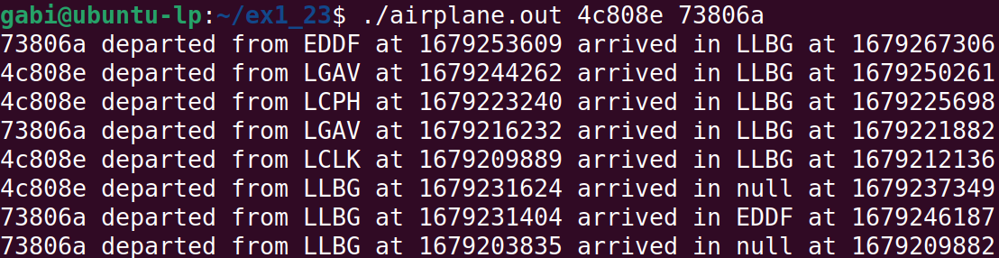 gabi@ubuntu-lp:~/ex1_23$ ./airplane.out 4c808e 73806a
73806a departed from EDDF at 1679253609 arrived in LLBG at 1679267306
4c808e departed from LGAV at 1679244262 arrived in LLBG at 1679250261
4c808e departed from LCPH at 1679223240 arrived in LLBG at 1679225698
73806a departed from LGAV at 1679216232 arrived in LLBG at 1679221882
4c808e departed from LCLK at 1679209889 arrived in LLBG at 1679212136
4c808e departed from LLBG at 1679231624 arrived in null at 1679237349
73806a departed from LLBG at 1679231404 arrived in EDDF at 1679246187
73806a departed from LLBG at 1679203835 arrived in null at 1679209882